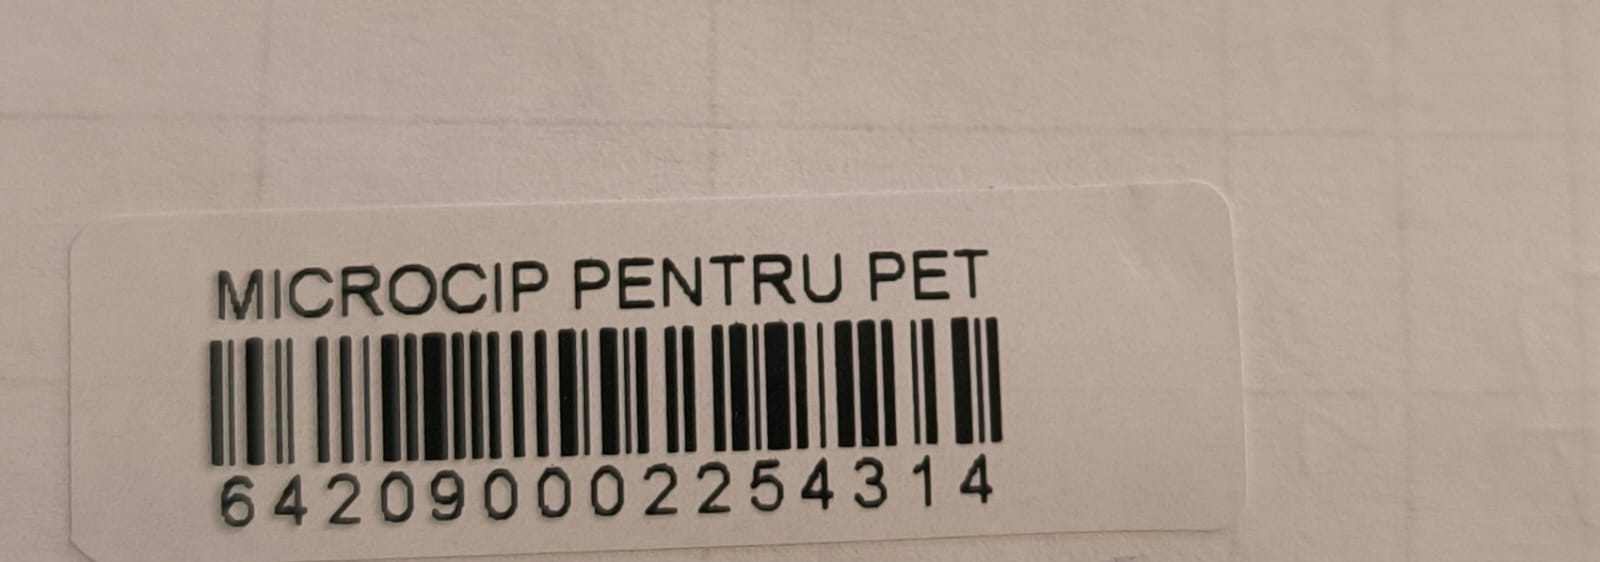 MICROCIP PENTRU PET
642090002254314